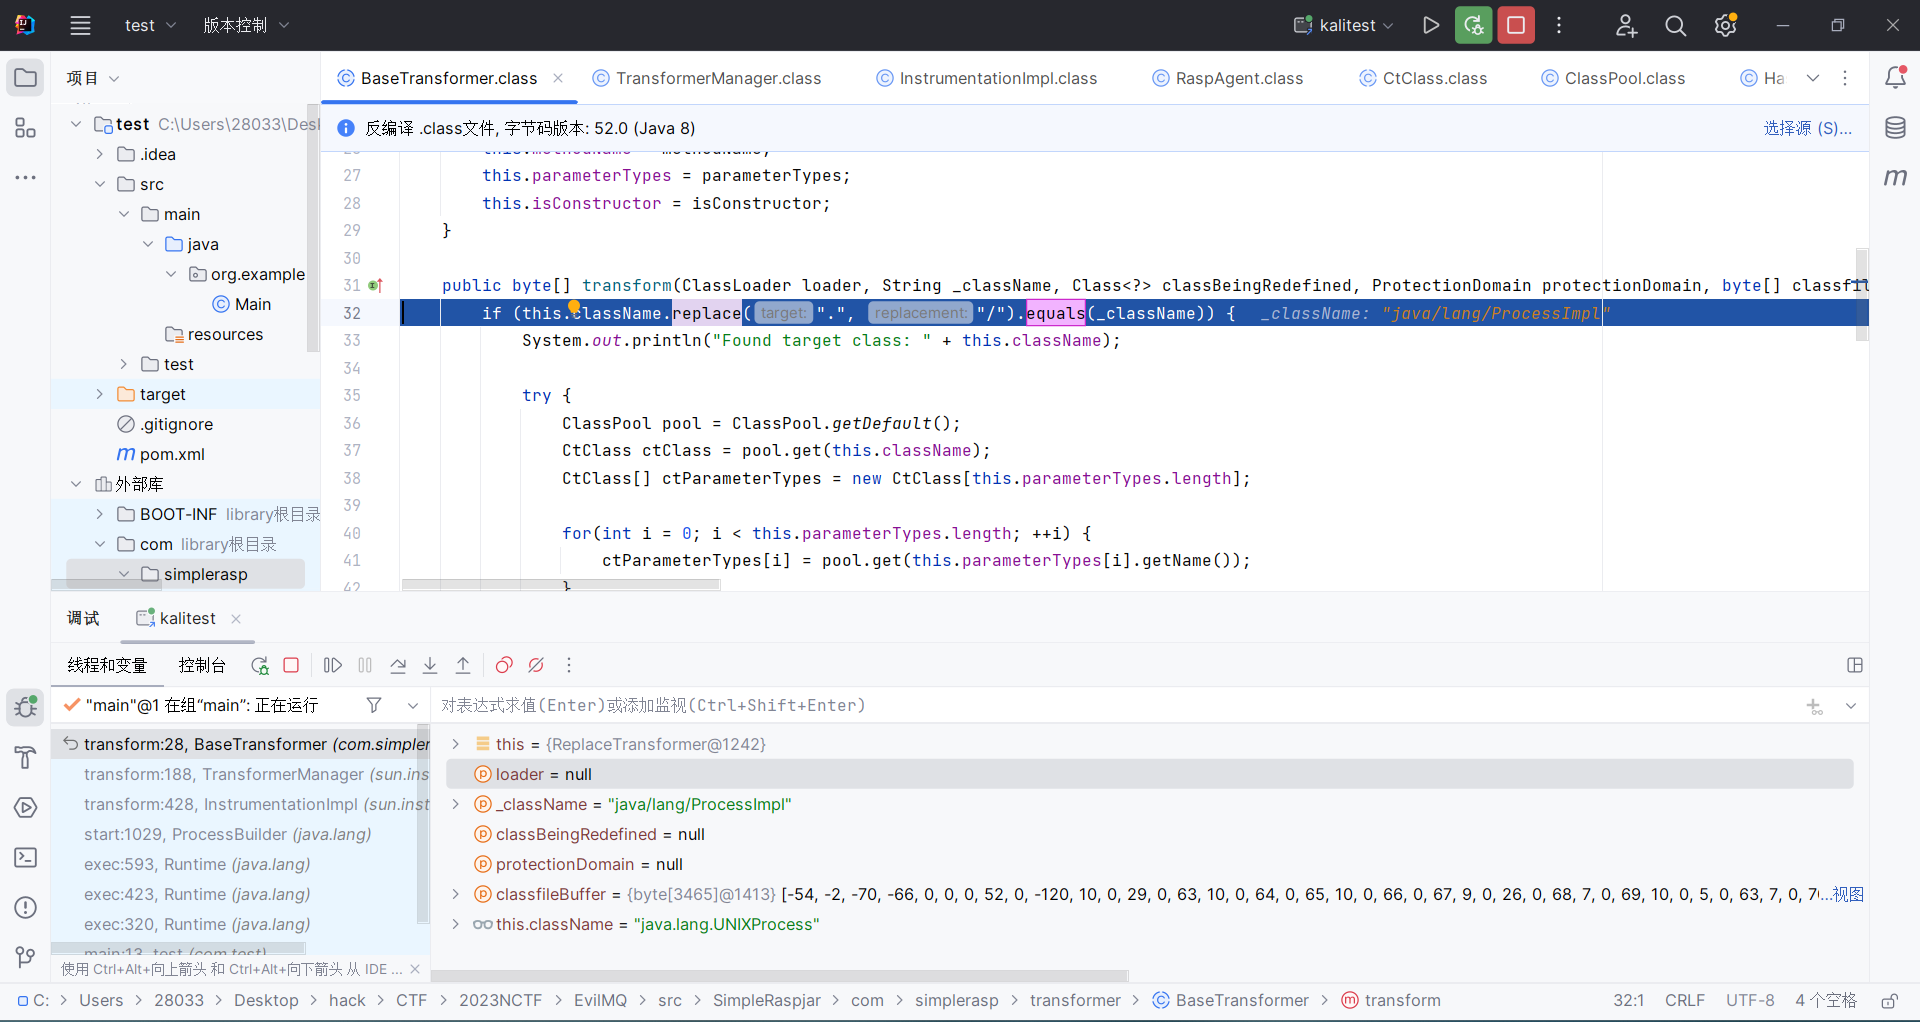 test 版本控制 kalitest
项目
BaseTransformer.class TransformerManager.class InstrumentationImpl.class RaspAgent.class CtClass.class ClassPool.class Ha
test C:\Users\28033\Des
.idea
src
main
java
org.example
Main
resources
test
target
.gitignore
pom.xml
外部库
BOOT-INF library根目录
com library根目录
simplerasp
反编译 .class文件, 字节码版本: 52.0 (Java 8) 选择源 (S)...
27 this.parameterTypes = parameterTypes;
28 this.isConstructor = isConstructor;
29 }
30
31 public byte[] transform(ClassLoader loader, String _className, Class<?> classBeingRedefined, ProtectionDomain protectionDomain, byte[] classfil
32 if (this.className.replace( target: ".", replacement: "/").equals(_className)) { _className: "java/lang/ProcessImpl"
33 System.out.println("Found target class: " + this.className);
34
35 try {
36 ClassPool pool = ClassPool.getDefault();
37 CtClass ctClass = pool.get(this.className);
38 CtClass[] ctParameterTypes = new CtClass[this.parameterTypes.length];
39
40 for(int i = 0; i < this.parameterTypes.length; ++i) {
41 ctParameterTypes[i] = pool.get(this.parameterTypes[i].getName());
42 }
调试 kalitest
线程和变量 控制台
"main"@1 在组“main”: 正在运行
transform:28, BaseTransformer (com.simpler
transform:188, TransformerManager (sun.ins
transform:428, InstrumentationImpl (sun.inst
start:1029, ProcessBuilder (java.lang)
exec:593, Runtime (java.lang)
exec:423, Runtime (java.lang)
exec:320, Runtime (java.lang)
main:13, test (com.test)
使用 Ctrl+Alt+向上箭头 和 Ctrl+Alt+向下箭头 从 IDE ...
对表达式求值(Enter)或添加监视(Ctrl+Shift+Enter)
this = {ReplaceTransformer@1242}
loader = null
_className = "java/lang/ProcessImpl"
classBeingRedefined = null
protectionDomain = null
classfileBuffer = {byte[3465]@1413} [-54, -2, -70, -66, 0, 0, 0, 52, 0, -120, 10, 0, 29, 0, 63, 10, 0, 64, 0, 65, 10, 0, 66, 0, 67, 9, 0, 26, 0, 68, 7, 0, 69, 10, 0, 5, 0, 63, 7, 0, 7 ...视图
this.className = "java.lang.UNIXProcess"
C: > Users > 28033 > Desktop > hack > CTF > 2023NCTF > EvilMQ > src > SimpleRaspjar > com > simplerasp > transformer > BaseTransformer > transform 32:1 CRLF UTF-8 4 个空格